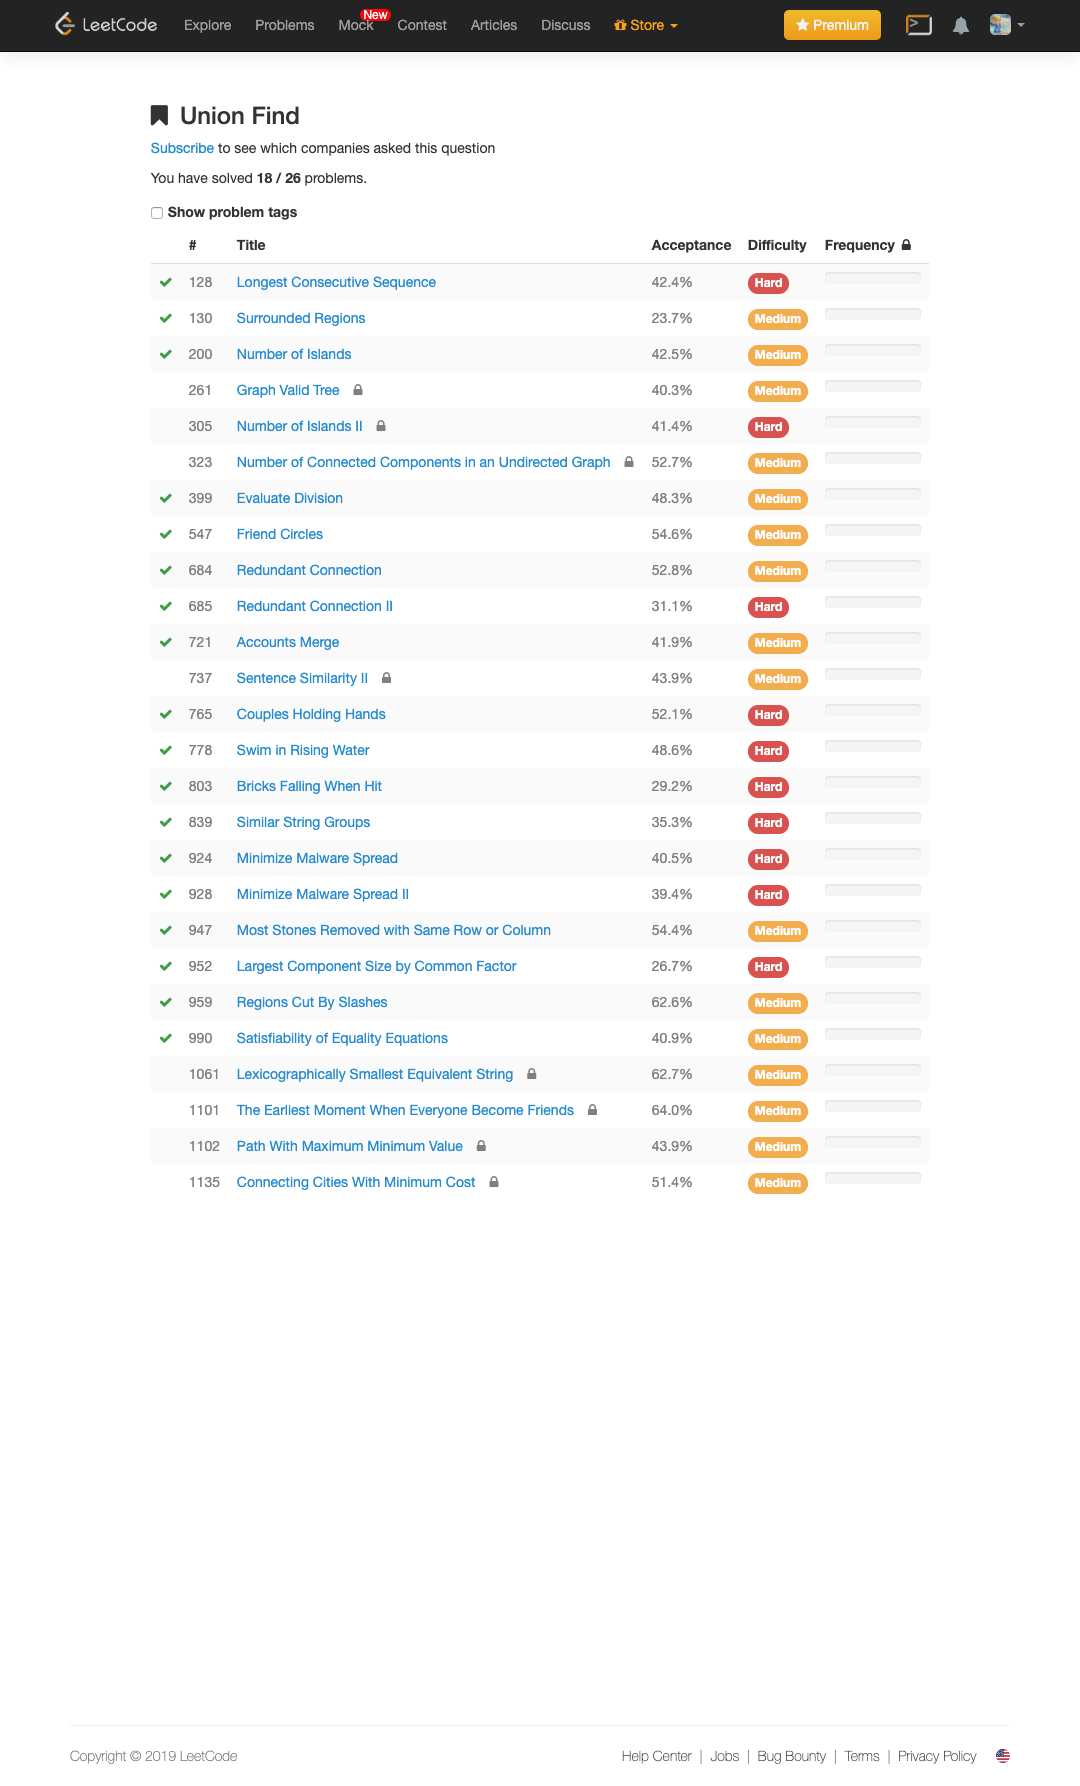 LeetCode Explore Problems Mock New Contest Articles Discuss Store Premium
Union Find
Subscribe to see which companies asked this question
You have solved 18 / 26 problems.
Show problem tags
# Title Acceptance Difficulty Frequency
128 Longest Consecutive Sequence 42.4% Hard
130 Surrounded Regions 23.7% Medium
200 Number of Islands 42.5% Medium
261 Graph Valid Tree 40.3% Medium
305 Number of Islands II 41.4% Hard
323 Number of Connected Components in an Undirected Graph 52.7% Medium
399 Evaluate Division 48.3% Medium
547 Friend Circles 54.6% Medium
684 Redundant Connection 52.8% Medium
685 Redundant Connection II 31.1% Hard
721 Accounts Merge 41.9% Medium
737 Sentence Similarity II 43.9% Medium
765 Couples Holding Hands 52.1% Hard
778 Swim in Rising Water 48.6% Hard
803 Bricks Falling When Hit 29.2% Hard
839 Similar String Groups 35.3% Hard
924 Minimize Malware Spread 40.5% Hard
928 Minimize Malware Spread II 39.4% Hard
947 Most Stones Removed with Same Row or Column 54.4% Medium
952 Largest Component Size by Common Factor 26.7% Hard
959 Regions Cut By Slashes 62.6% Medium
990 Satisfiability of Equality Equations 40.9% Medium
1061 Lexicographically Smallest Equivalent String 62.7% Medium
1101 The Earliest Moment When Everyone Become Friends 64.0% Medium
1102 Path With Maximum Minimum Value 43.9% Medium
1135 Connecting Cities With Minimum Cost 51.4% Medium
Copyright © 2019 LeetCode Help Center | Jobs | Bug Bounty | Terms | Privacy Policy